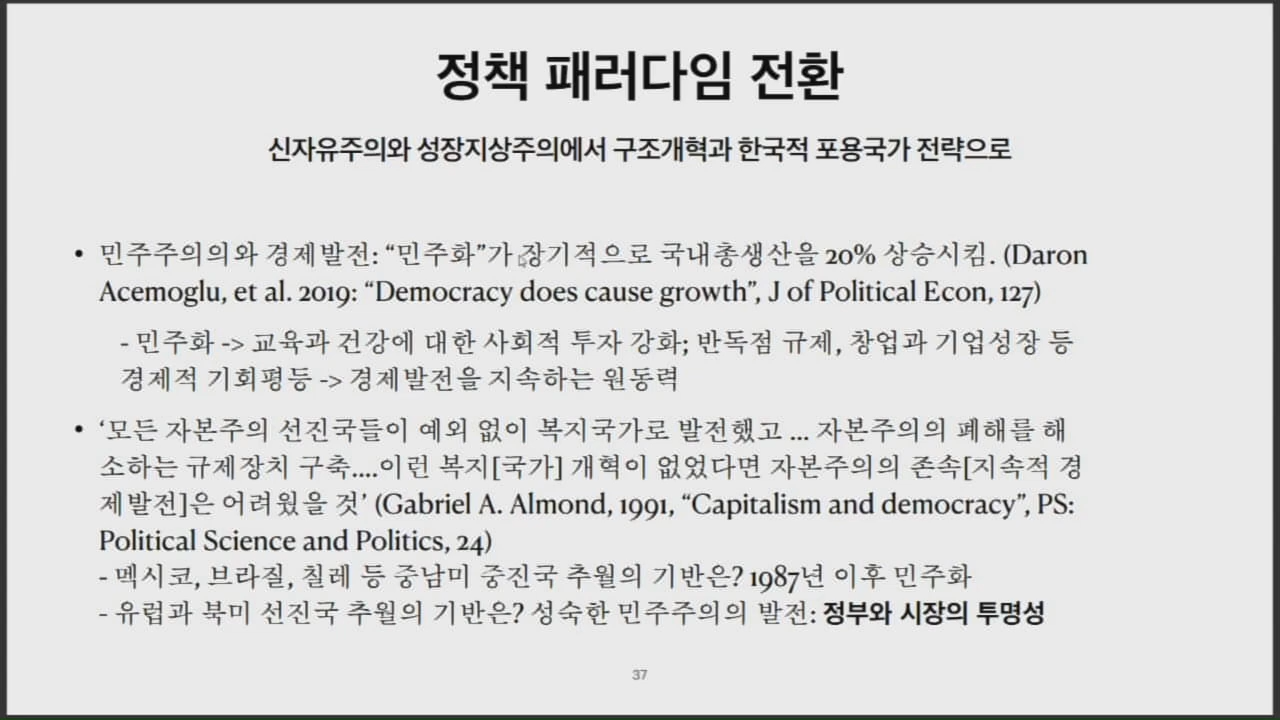 정책 패러다임 전환
신자유주의와 성장지상주의에서 구조개혁과 한국적 포용국가 전략으로
• 민주주의의와 경제발전: “민주화”가 장기적으로 국내총생산을 20% 상승시킴. (Daron
Acemoglu, et al. 2019: “Democracy does cause growth”, J of Political Econ, 127)
- 민주화 -> 교육과 건강에 대한 사회적 투자 강화; 반독점 규제, 창업과 기업성장 등
경제적 기회평등 -> 경제발전을 지속하는 원동력
• ‘모든 자본주의 선진국들이 예외 없이 복지국가로 발전했고 ... 자본주의의 폐해를 해
소하는 규제장치 구축....이런 복지[국가] 개혁이 없었다면 자본주의의 존속[지속적 경
제발전]은 어려웠을 것’ (Gabriel A. Almond, 1991, “Capitalism and democracy”, PS:
Political Science and Politics, 24)
- 멕시코, 브라질, 칠레 등 중남미 중진국 추월의 기반은? 1987년 이후 민주화
- 유럽과 북미 선진국 추월의 기반은? 성숙한 민주주의의 발전: 정부와 시장의 투명성
37